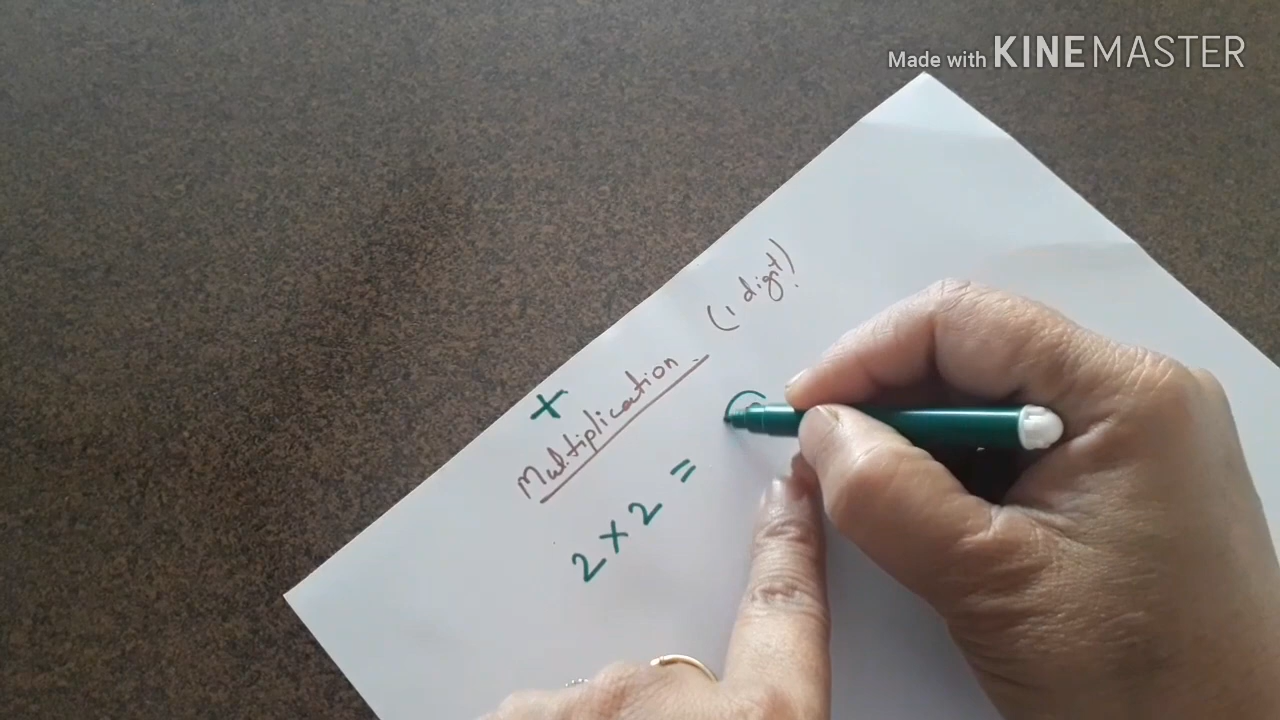 Made with KINEMASTER
×
Multiplication (1 digit)
2 × 2 =